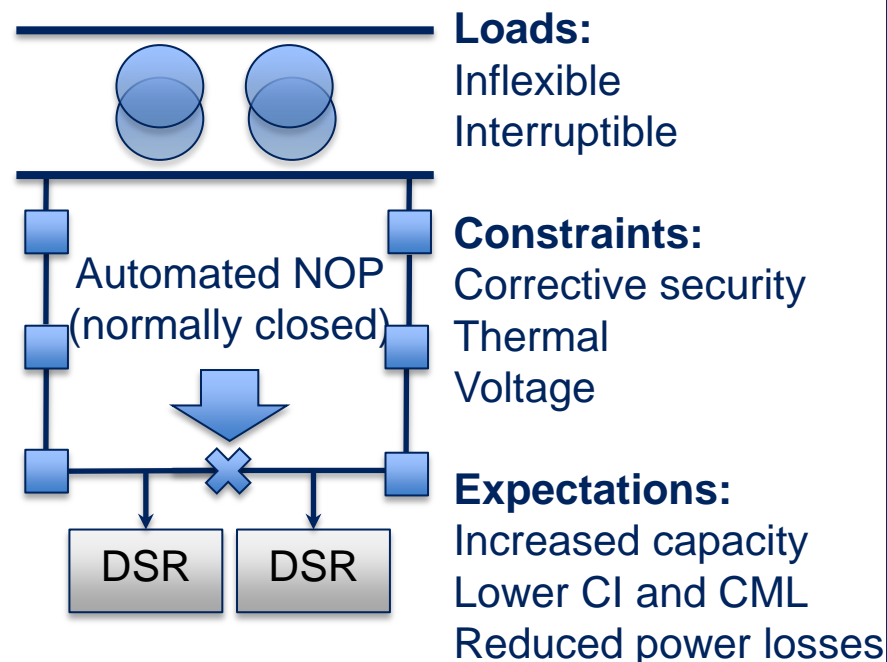 Automated NOP
(normally closed)
DSR
DSR
Loads:
Inflexible
Interruptible
Constraints:
Corrective security
Thermal
Voltage
Expectations:
Increased capacity
Lower CI and CML
Reduced power losses